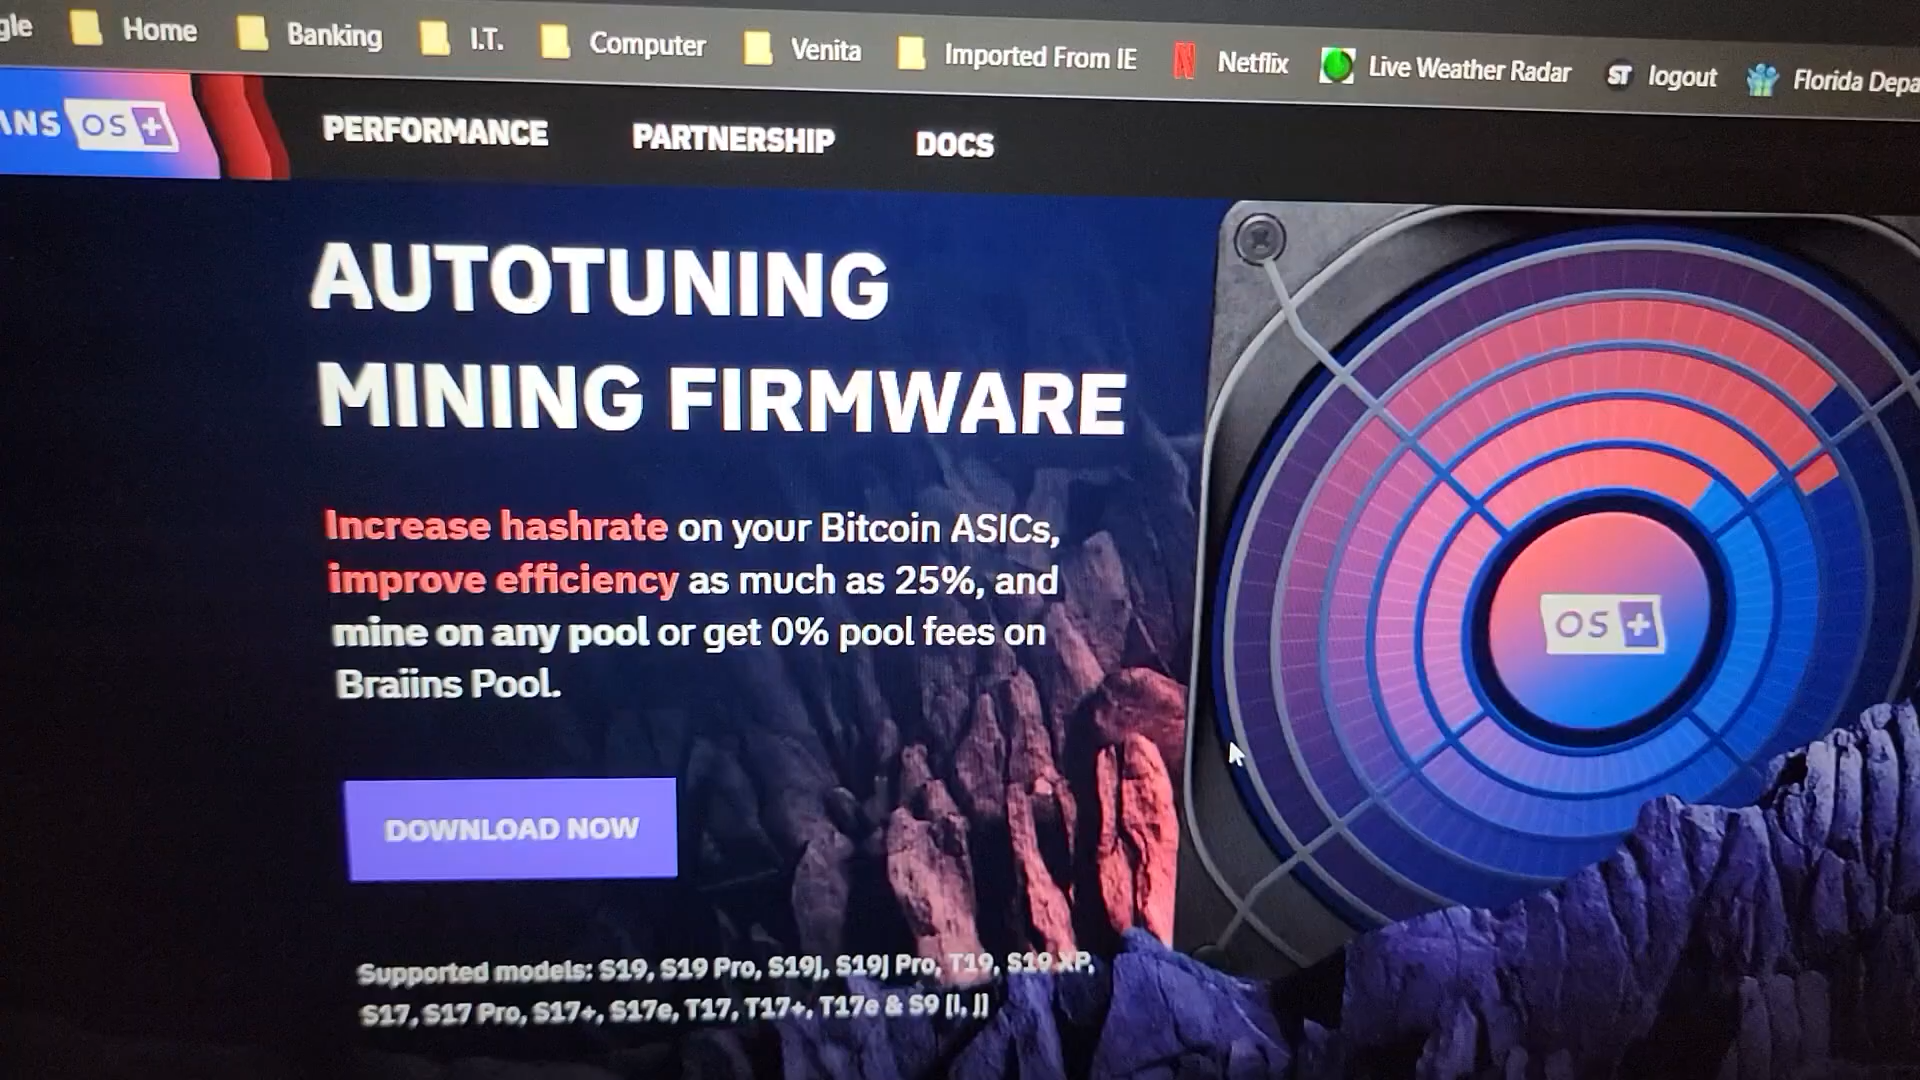 gle Home Banking I.T. Computer Venita Imported From IE Netflix Live Weather Radar ST logout Florida Depa
INS OS+ PERFORMANCE PARTNERSHIP DOCS
AUTOTUNING
MINING FIRMWARE
Increase hashrate on your Bitcoin ASICs,
improve efficiency as much as 25%, and
mine on any pool or get 0% pool fees on
Braiins Pool.
OS+
DOWNLOAD NOW
Supported models: S19, S19 Pro, S19J, S19J Pro, T19, S19 XP,
S17, S17 Pro, S17+, S17e, T17, T17+, T17e & S9 [I, J]